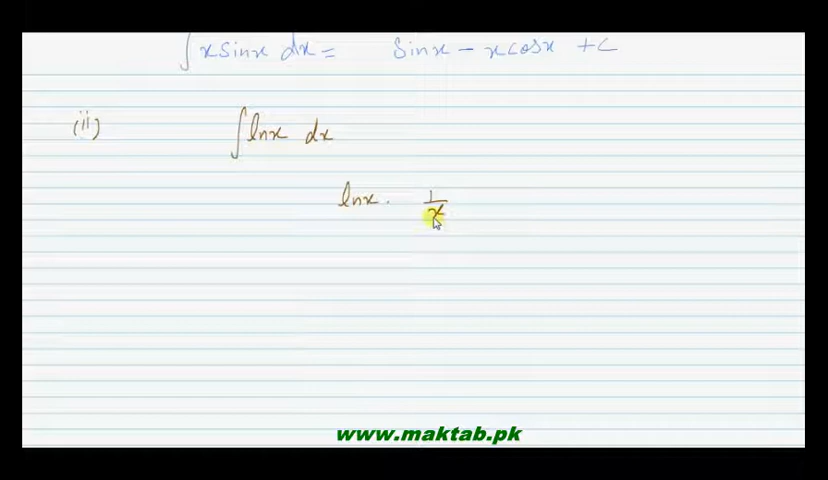 ∫ x sinx dx = Sinx − x cosx + c
(ii) ∫ lnx dx
lnx . 1/x
www.maktab.pk